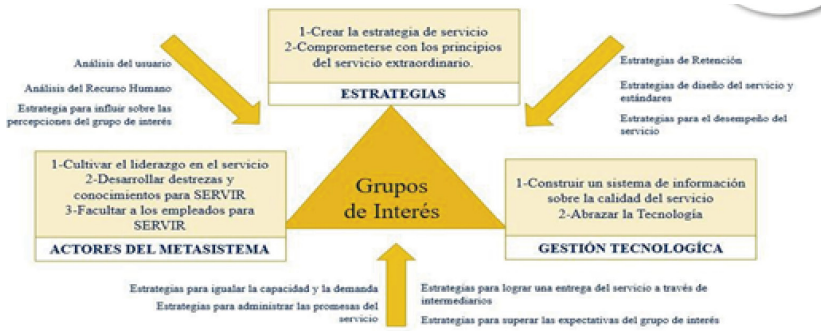 1-Crear la estrategia de servicio
2-Comprometerse con los principios
del servicio extraordinario.
ESTRATEGIAS
Análisis del usuario
Análisis del Recurso Humano
Estrategia para influir sobre las
percepciones del grupo de interés
Estrategias de Retención
Estrategias de diseño del servicio y
estándares
Estrategias para el desempeño del
servicio
1-Cultivar el liderazgo en el servicio
2-Desarrollar destrezas y
conocimientos para SERVIR
3-Facultar a los empleados para
SERVIR
ACTORES DEL METASISTEMA
Grupos
de Interés
1-Construir un sistema de información
sobre la calidad del servicio
2-Abrazar la Tecnología
GESTIÓN TECNOLOGÍCA
Estrategias para igualar la capacidad y la demanda
Estrategias para administrar las promesas del
servicio
Estrategias para lograr una entrega del servicio a través de
intermediarios
Estrategias para superar las expectativas del grupo de interés